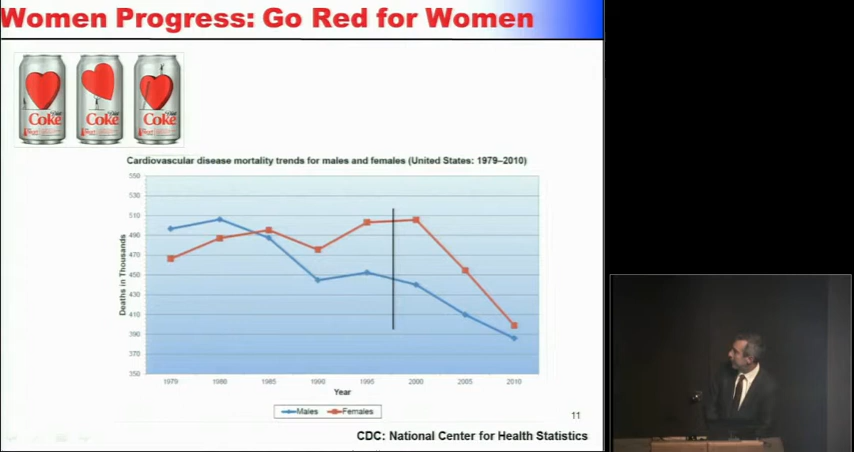 Women Progress: Go Red for Women
Coke Coke Coke
Cardiovascular disease mortality trends for males and females (United States: 1979–2010)
Deaths in Thousands
550
530
510
490
470
450
430
410
390
370
350
1979 1980 1985 1990 1995 2000 2005 2010
Year
Males Females
11
CDC: National Center for Health Statistics